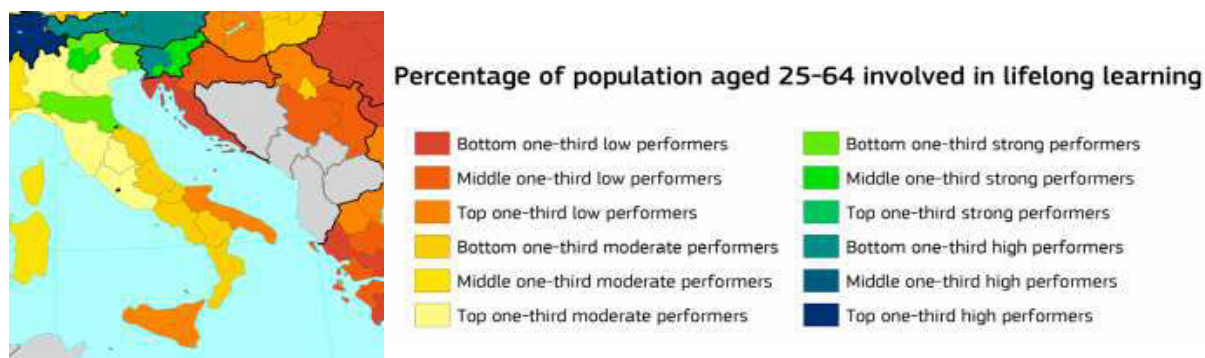 Percentage of population aged 25-64 involved in lifelong learning
Bottom one-third low performers
Middle one-third low performers
Top one-third low performers
Bottom one-third moderate performers
Middle one-third moderate performers
Top one-third moderate performers
Bottom one-third strong performers
Middle one-third strong performers
Top one-third strong performers
Bottom one-third high performers
Middle one-third high performers
Top one-third high performers